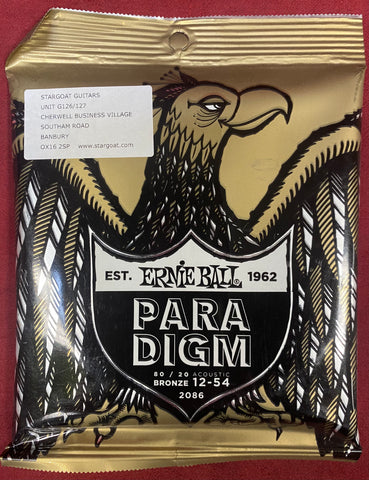 STARGOAT GUITARS
UNIT G126/127
CHERWELL BUSINESS VILLAGE
SOUTHAM ROAD
BANBURY
OX16 2SP www.stargoat.com
EST. ERNIE BALL 1962
PARA
DIGM
80 / 20 ACOUSTIC
BRONZE 12-54
2086